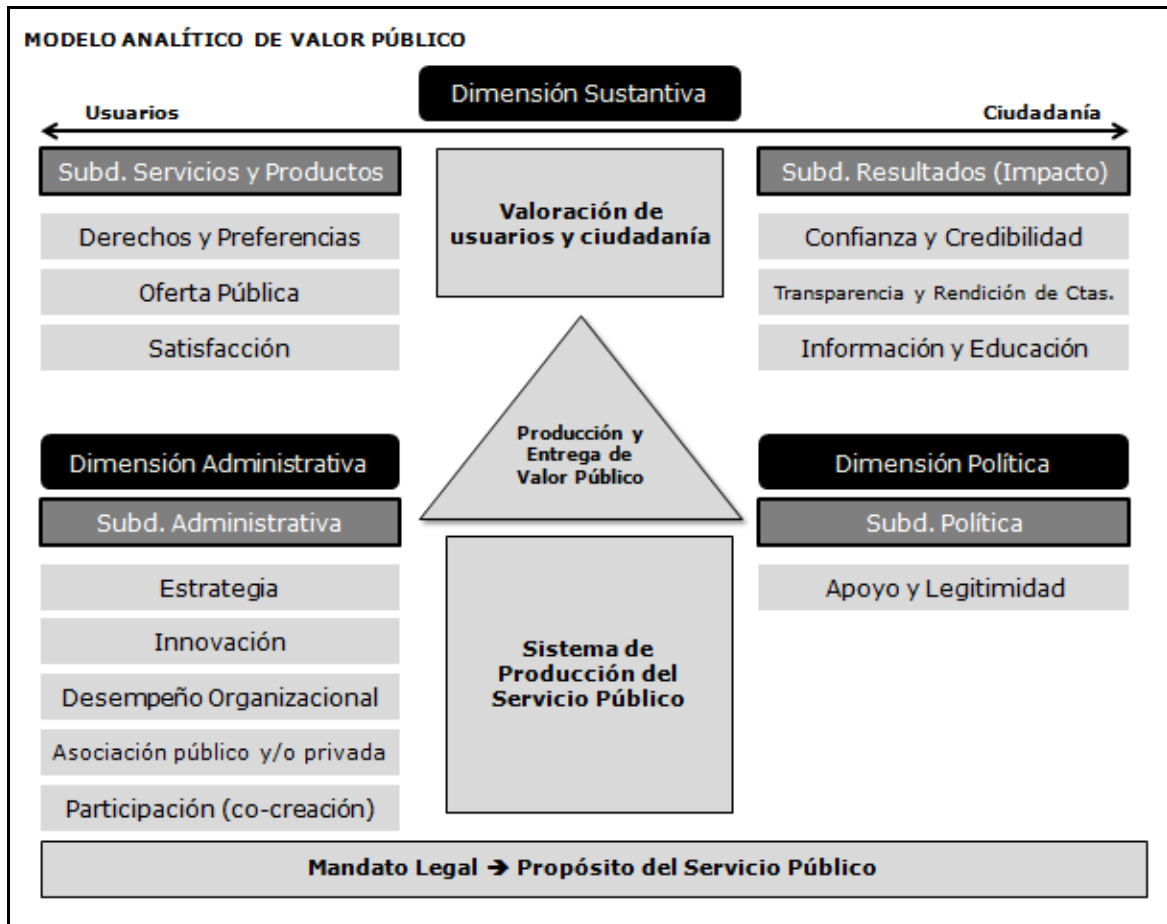 MODELO ANALÍTICO DE VALOR PÚBLICO
Dimensión Sustantiva
Usuarios
Ciudadanía
Subd. Servicios y Productos
Derechos y Preferencias
Oferta Pública
Satisfacción
Valoración de
usuarios y ciudadanía
Subd. Resultados (Impacto)
Confianza y Credibilidad
Transparencia y Rendición de Ctas.
Información y Educación
Producción y
Entrega de
Valor Público
Dimensión Administrativa
Subd. Administrativa
Estrategia
Innovación
Desempeño Organizacional
Asociación público y/o privada
Participación (co-creación)
Sistema de
Producción del
Servicio Público
Dimensión Política
Subd. Política
Apoyo y Legitimidad
Mandato Legal → Propósito del Servicio Público